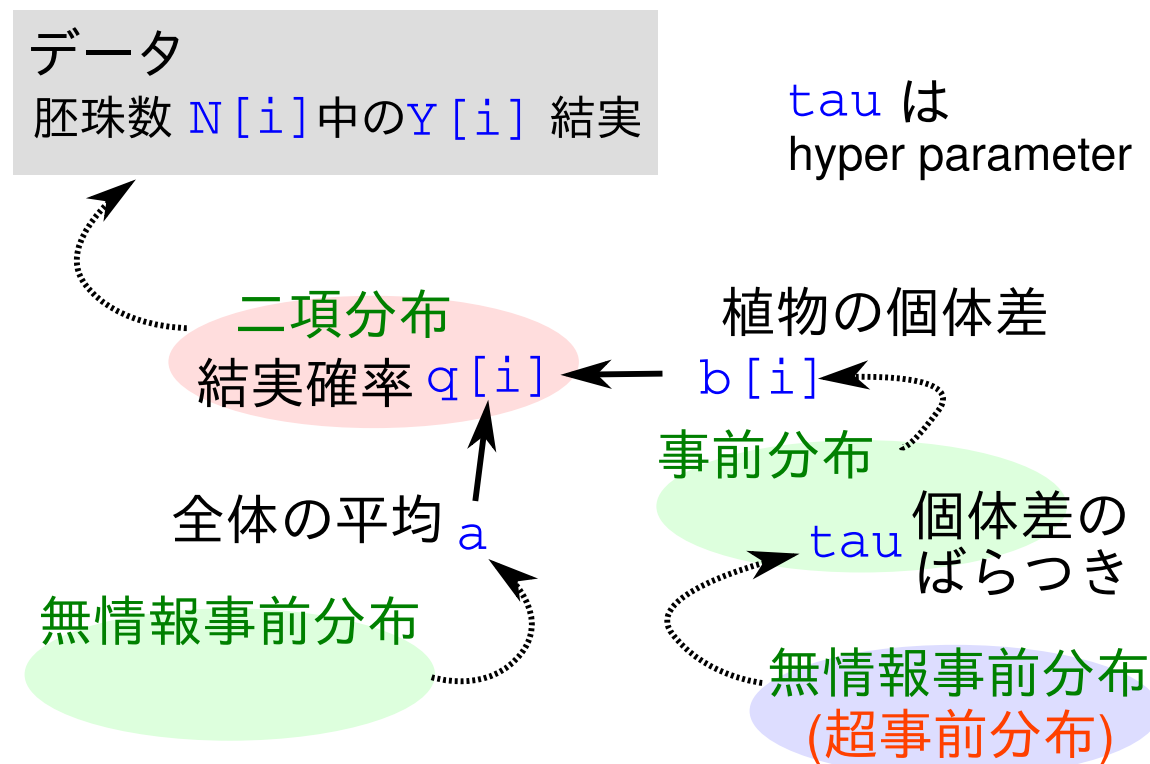 データ
胚珠数 N[i]中のY[i] 結実
tau は
hyper parameter
二項分布
結実確率 q[i]
植物の個体差
b[i]
事前分布
全体の平均 a
tau 個体差の
ばらつき
無情報事前分布
無情報事前分布
(超事前分布)